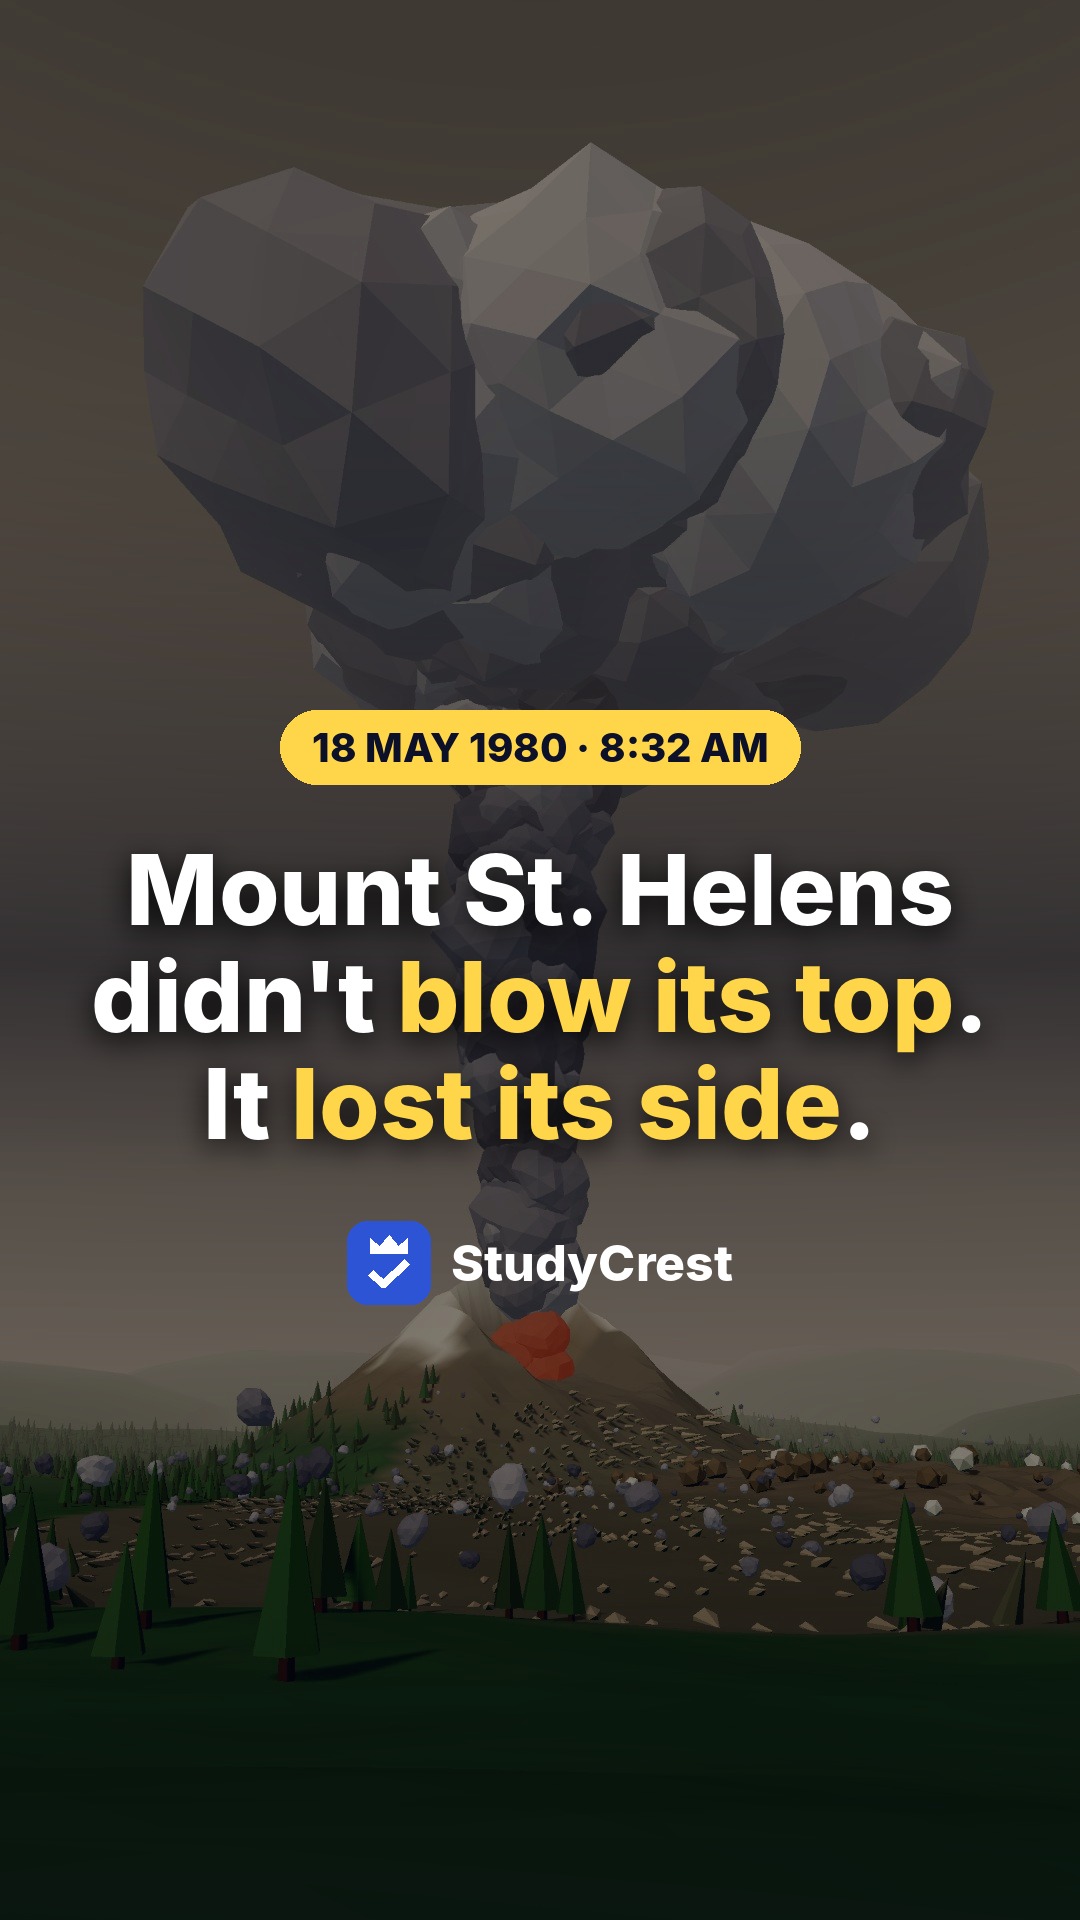 18 MAY 1980 · 8:32 AM
Mount St. Helens
didn't blow its top.
It lost its side.
StudyCrest